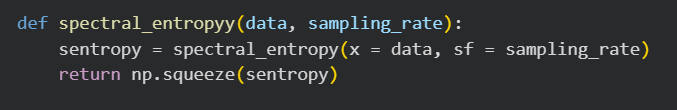 def spectral_entropyy(data, sampling_rate):
    sentropy = spectral_entropy(x = data, sf = sampling_rate)
    return np.squeeze(sentropy)